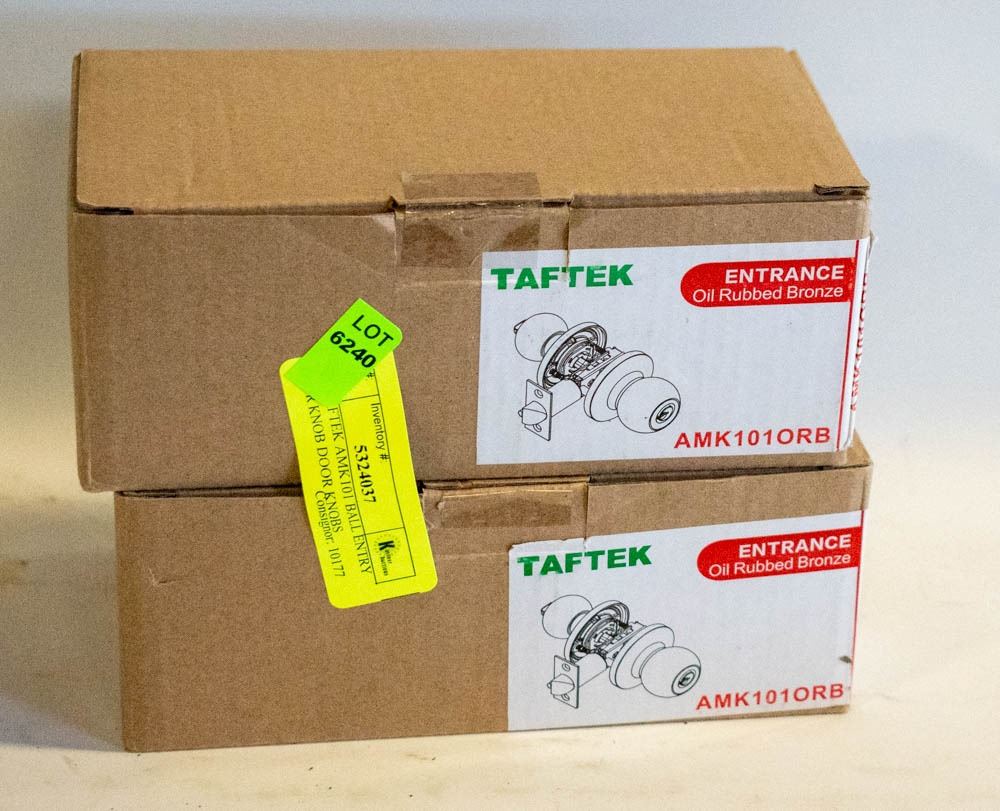 TAFTEK
ENTRANCE
Oil Rubbed Bronze
AMK101ORB
LOT
6240
Inventory #:
5324037
FTEK AMK101 BALL ENTRY
KNOB DOOR KNOBS
Consignor: 10177
TAFTEK
ENTRANCE
Oil Rubbed Bronze
AMK101ORB